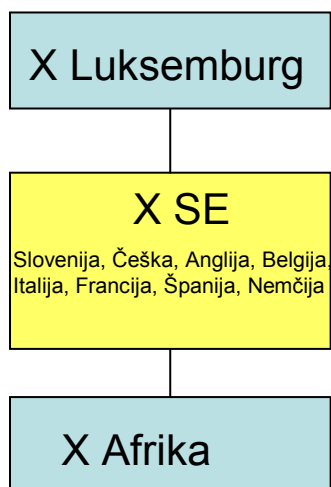 X Luksemburg
X SE
Slovenija, Češka, Anglija, Belgija,
Italija, Francija, Španija, Nemčija
X Afrika